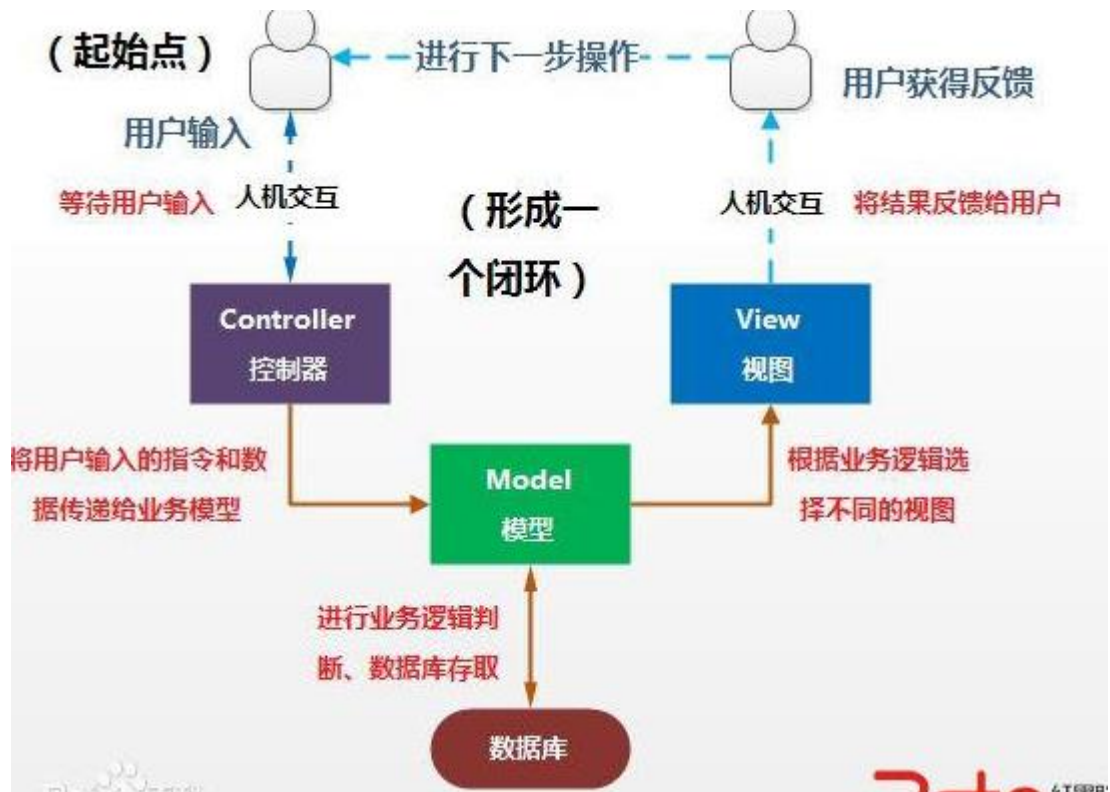 （起始点）
进行下一步操作
用户获得反馈
用户输入
等待用户输入
人机交互
（形成一
个闭环）
人机交互
将结果反馈给用户
Controller
控制器
View
视图
将用户输入的指令和数
据传递给业务模型
Model
模型
根据业务逻辑选
择不同的视图
进行业务逻辑判
断、数据库存取
数据库